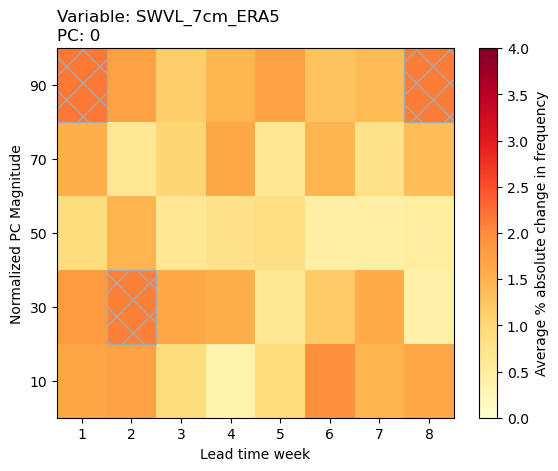 Variable: SWVL_7cm_ERA5
PC: 0
Normalized PC Magnitude
90
70
50
30
10
1 2 3 4 5 6 7 8
Lead time week
4.0
3.5
3.0
2.5
2.0
1.5
1.0
0.5
0.0
Average % absolute change in frequency